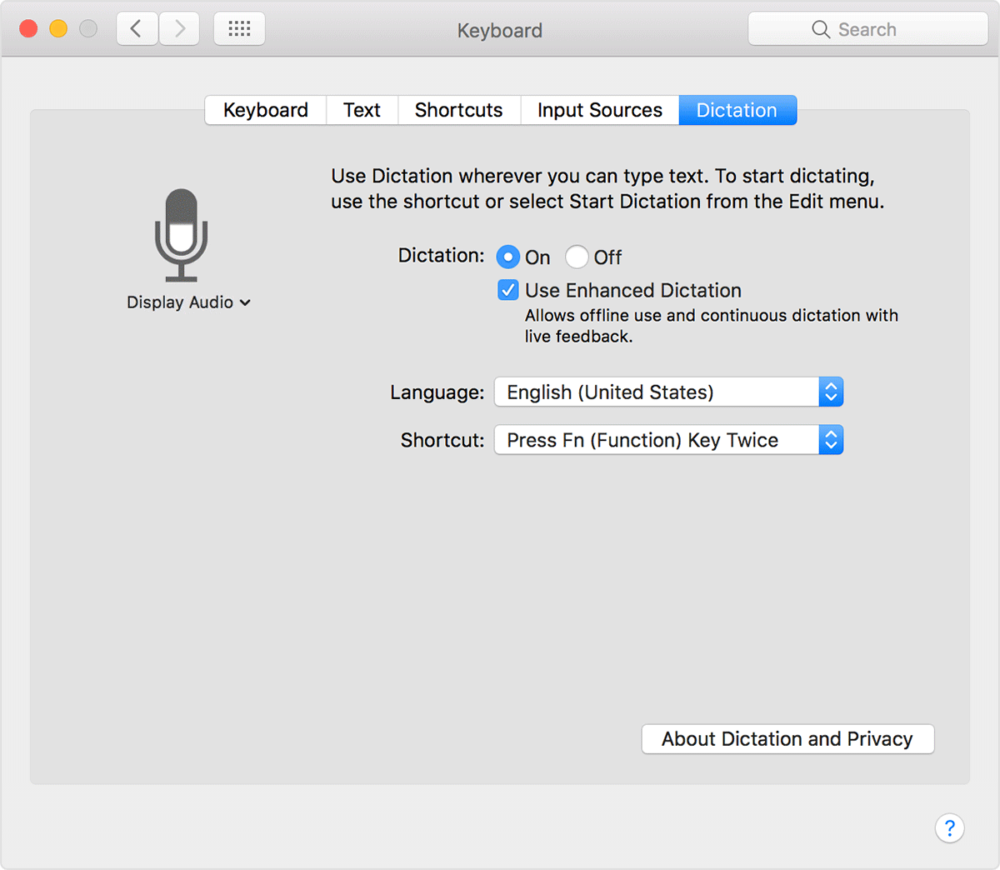 Keyboard
Search
Keyboard Text Shortcuts Input Sources Dictation
Use Dictation wherever you can type text. To start dictating,
use the shortcut or select Start Dictation from the Edit menu.
Display Audio
Dictation: On Off
Use Enhanced Dictation
Allows offline use and continuous dictation with
live feedback.
Language: English (United States)
Shortcut: Press Fn (Function) Key Twice
About Dictation and Privacy
?